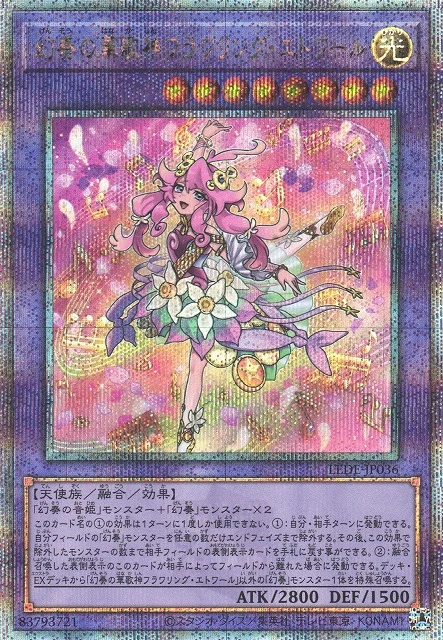 幻奏の華歌神フラワリング・エトワール
光
LEDE-JP036
【天使族／融合／効果】
「幻奏の音姫」モンスター＋「幻奏」モンスター×2
このカード名の①の効果は1ターンに1度しか使用できない。①：自分・相手ターンに発動できる。
自分フィールドの「幻奏」モンスターを任意の数だけエンドフェイズまで除外する。その後、この効果で
除外したモンスターの数まで相手フィールドの表側表示カードを手札に戻す事ができる。②：融合
召喚した表側表示のこのカードが相手によってフィールドから離れた場合に発動できる。デッキ・
EXデッキから「幻奏の華歌神フラワリング・エトワール」以外の「幻奏」モンスター1体を特殊召喚する。
ATK/2800 DEF/1500
83793721
©スタジオ・ダイス/集英社・テレビ東京・KONAMI